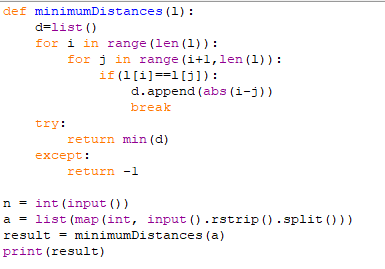 def minimumDistances(l):
    d=list()
    for i in range(len(l)):
        for j in range(i+1,len(l)):
            if(l[i]==l[j]):
                d.append(abs(i-j))
                break
    try:
        return min(d)
    except:
        return -1
n = int(input())
a = list(map(int, input().rstrip().split()))
result = minimumDistances(a)
print(result)